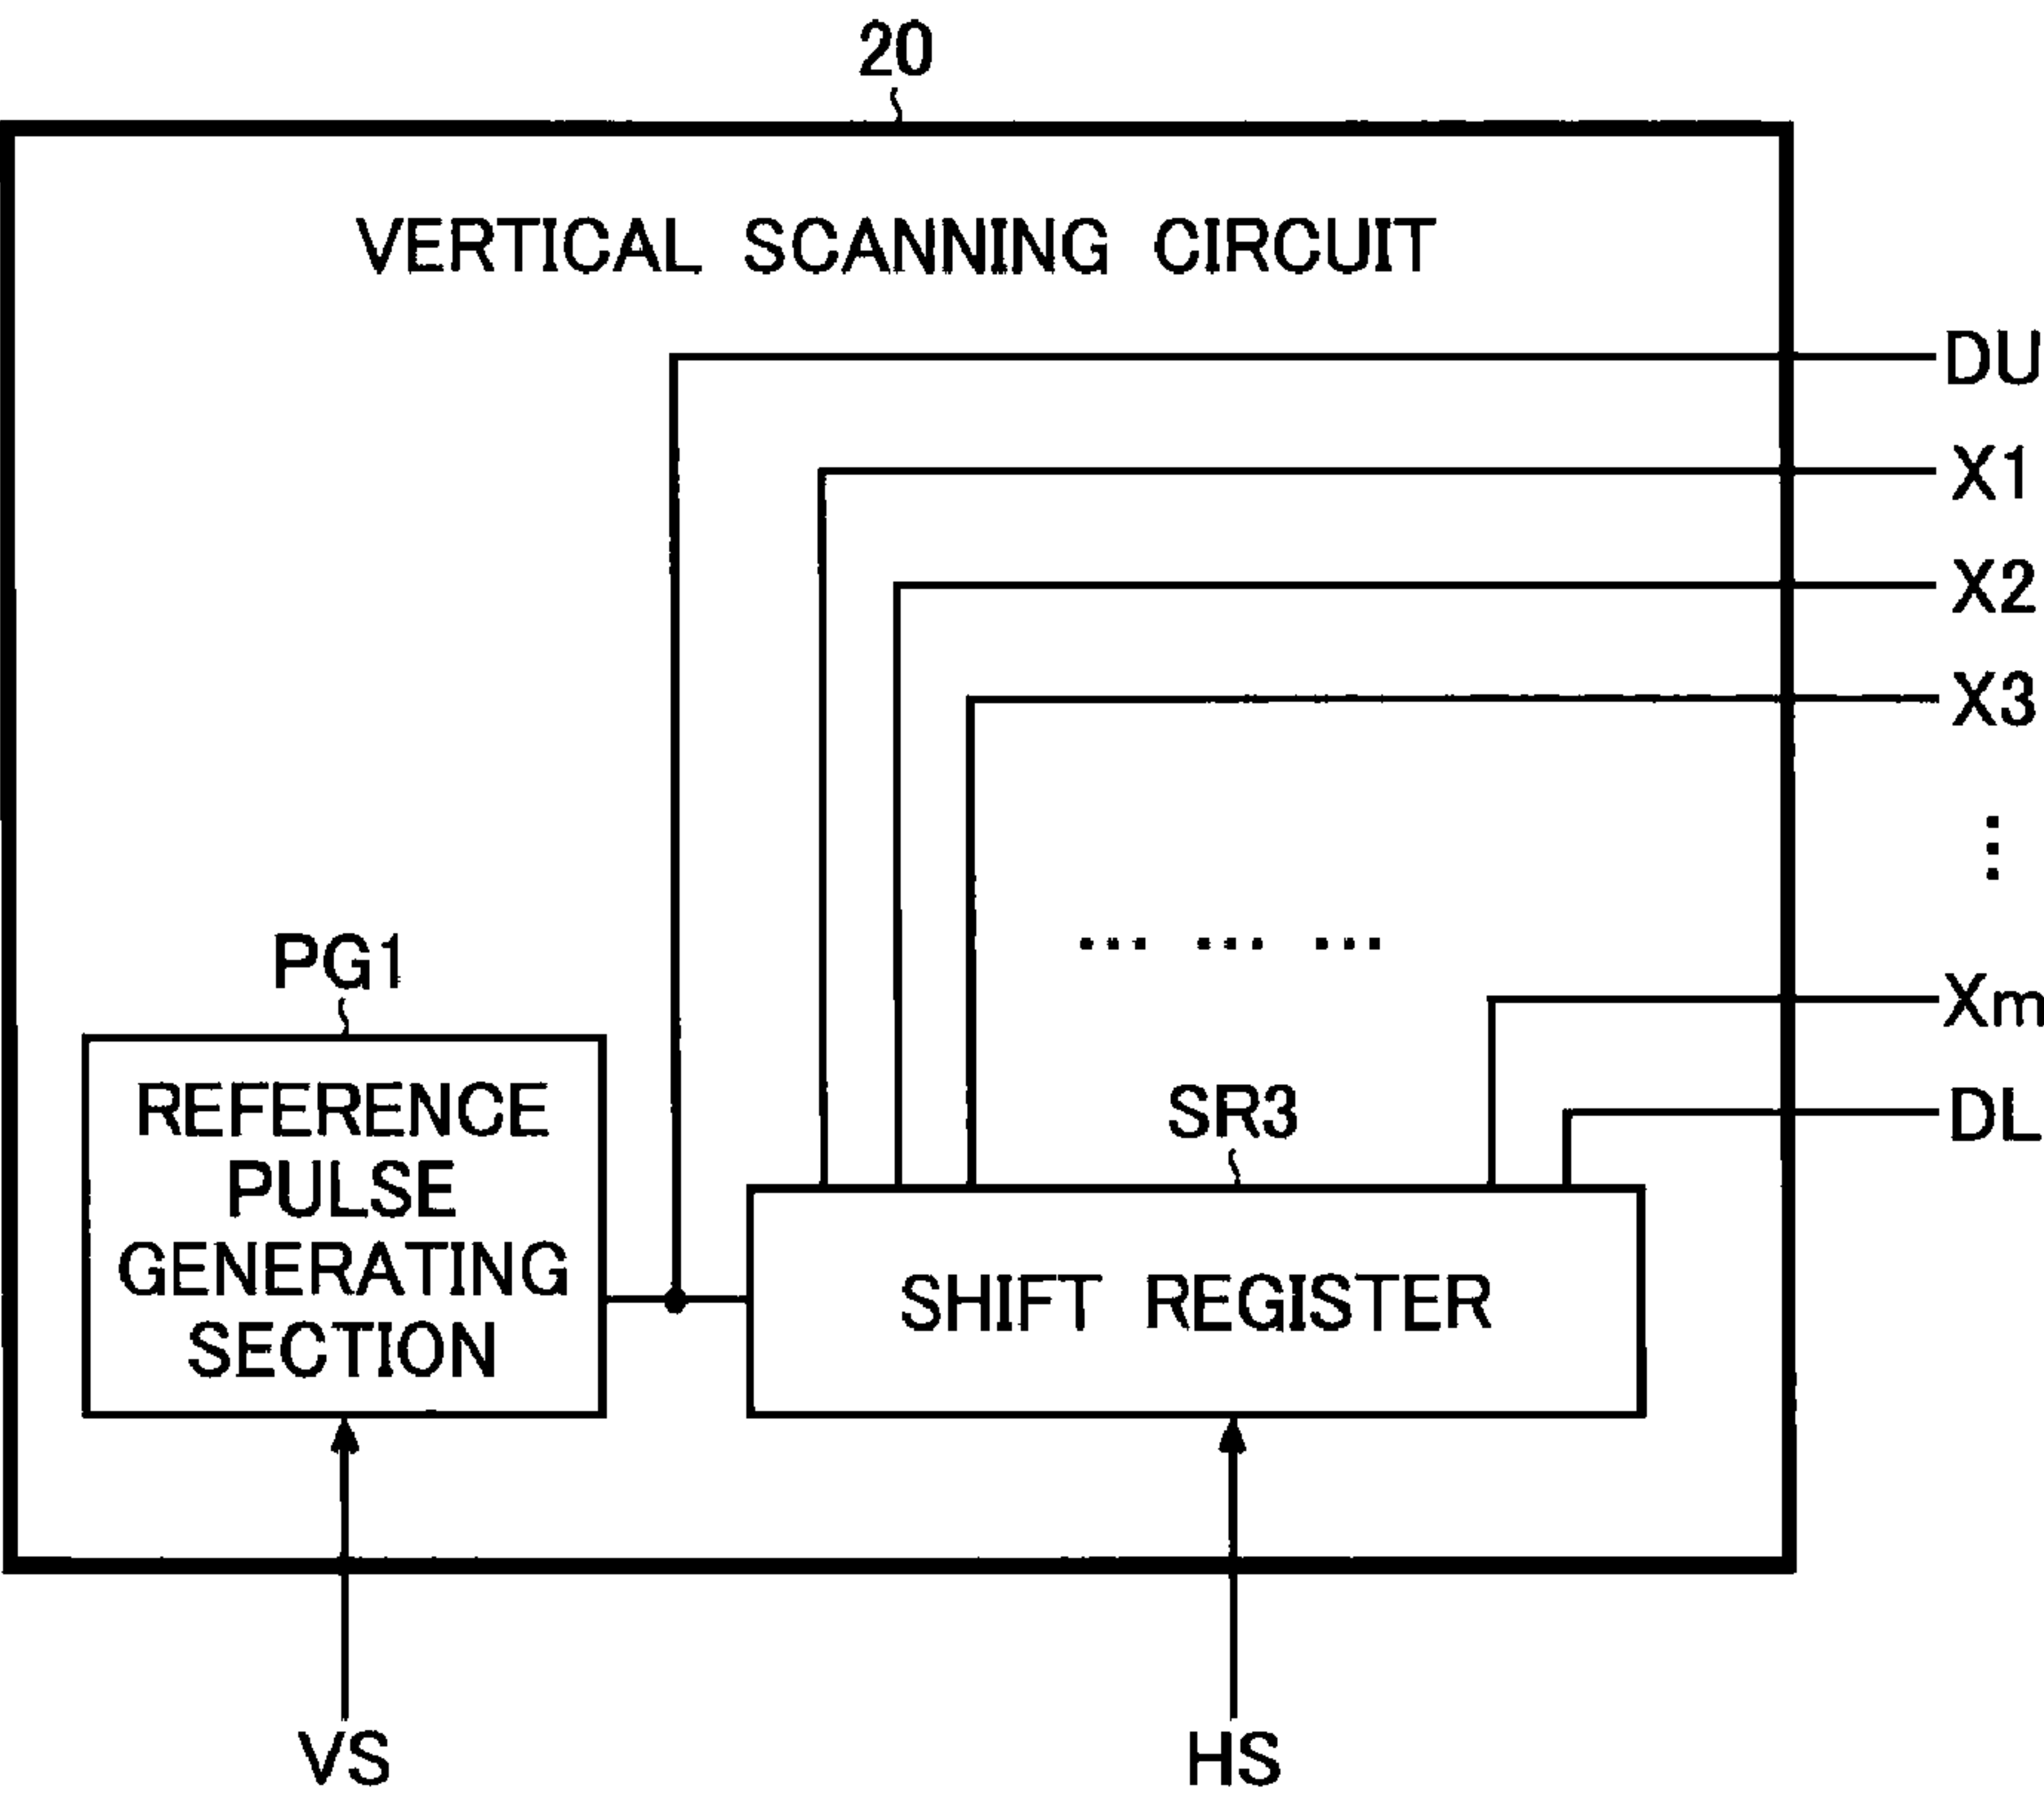 20
VERTICAL SCANNING CIRCUIT
DU
X1
X2
X3
⋮
... ... ...
Xm
DL
PG1
REFERENCE
PULSE
GENERATING
SECTION
SR3
SHIFT REGISTER
VS
HS